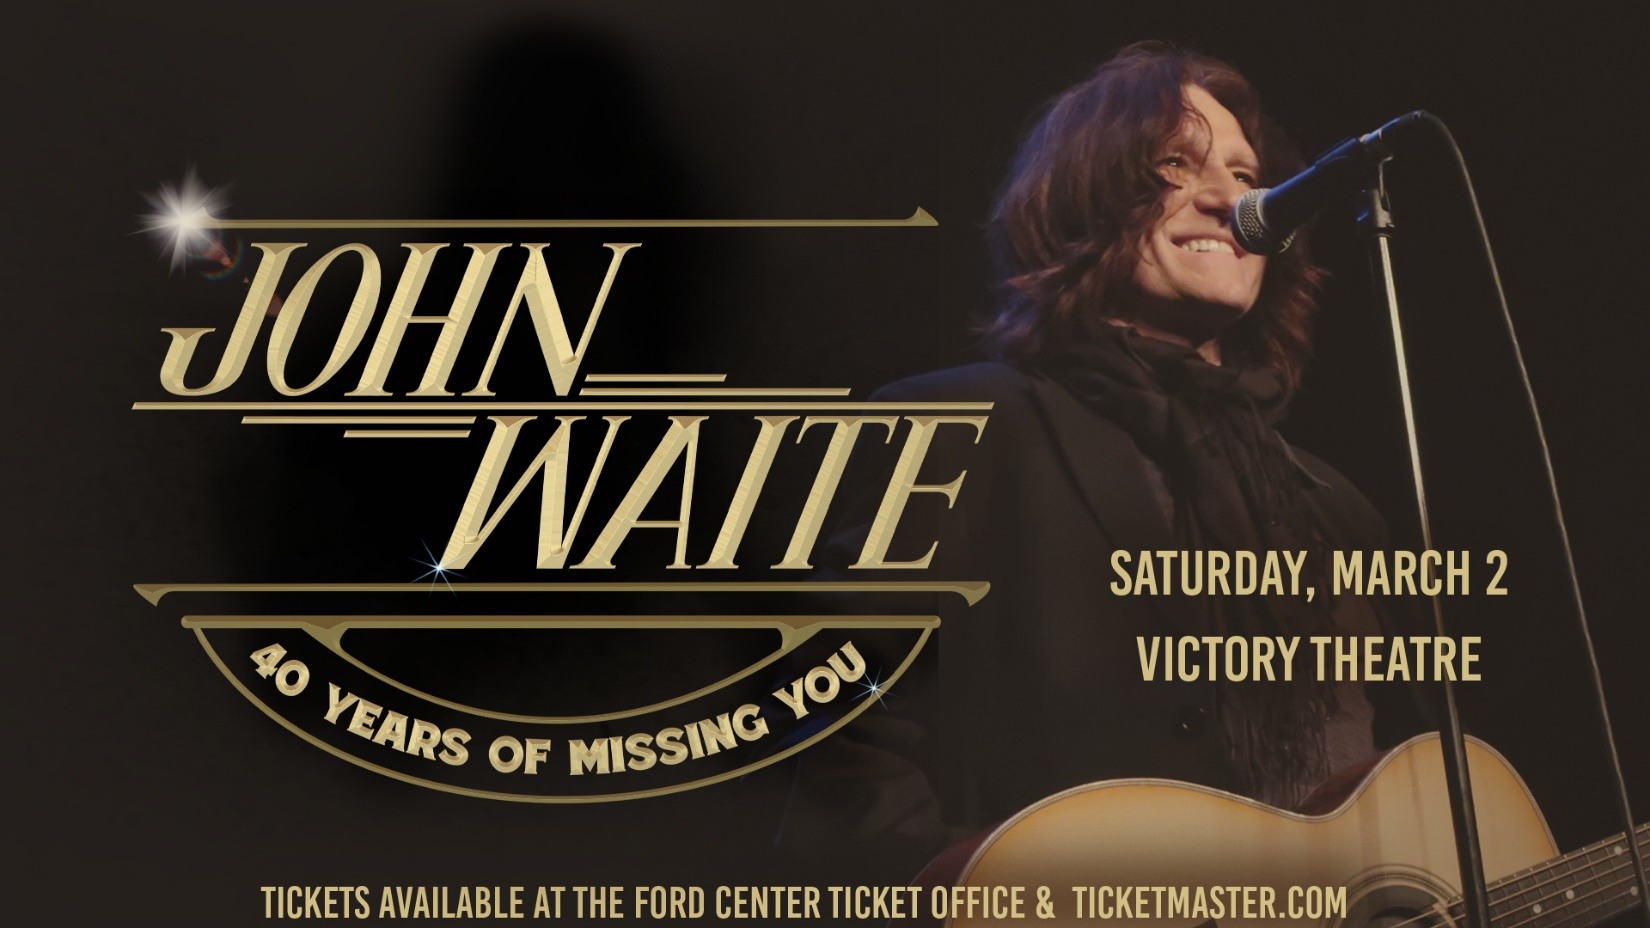 JOHN
WAITE
40 YEARS OF MISSING YOU
SATURDAY, MARCH 2
VICTORY THEATRE
TICKETS AVAILABLE AT THE FORD CENTER TICKET OFFICE & TICKETMASTER.COM